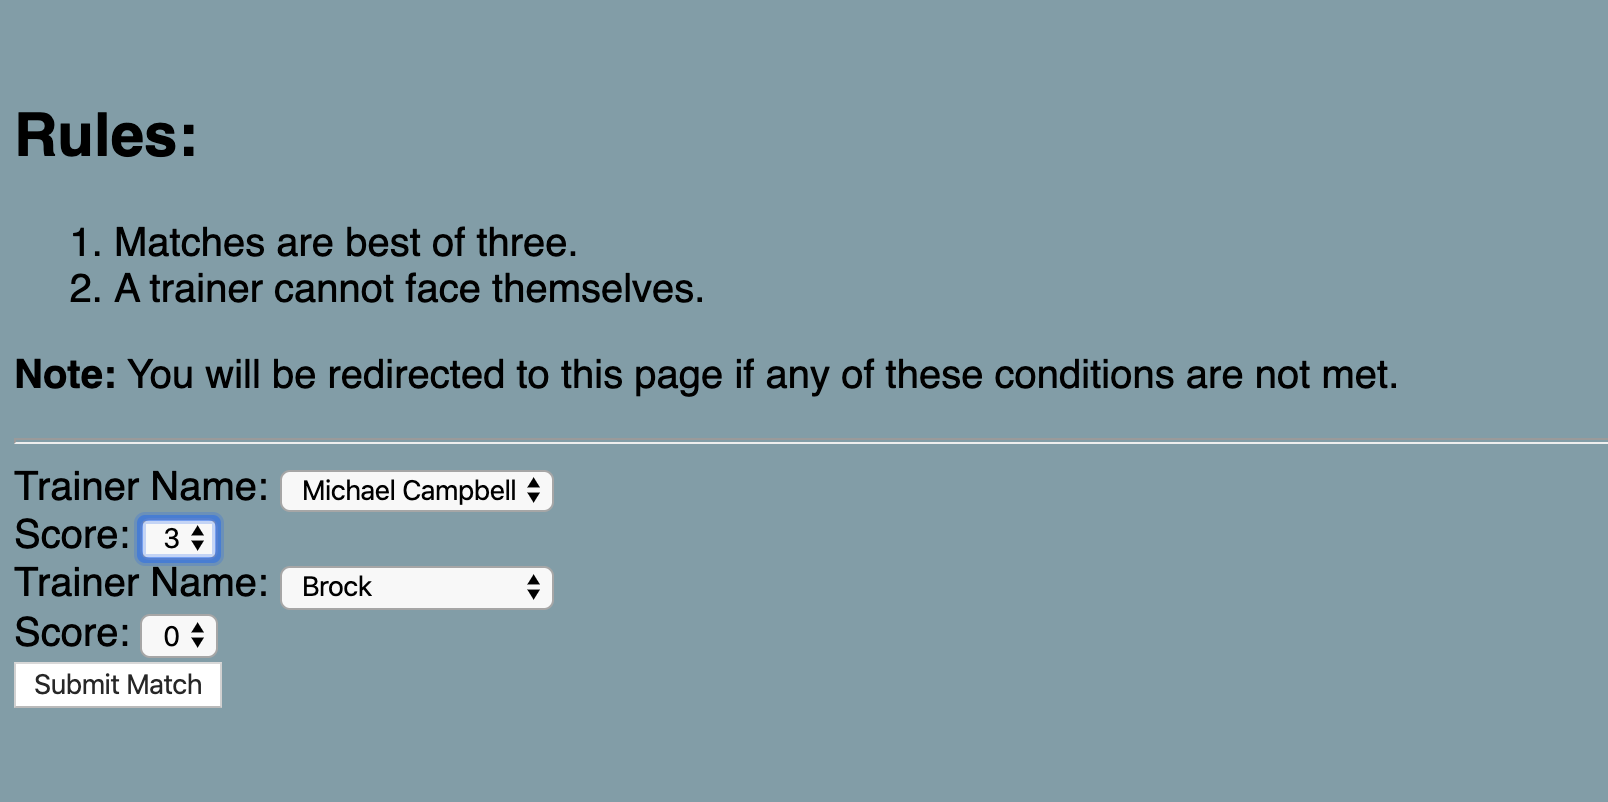 Rules:
1. Matches are best of three.
2. A trainer cannot face themselves.
Note: You will be redirected to this page if any of these conditions are not met.
Trainer Name: Michael Campbell
Score: 3
Trainer Name: Brock
Score: 0
Submit Match